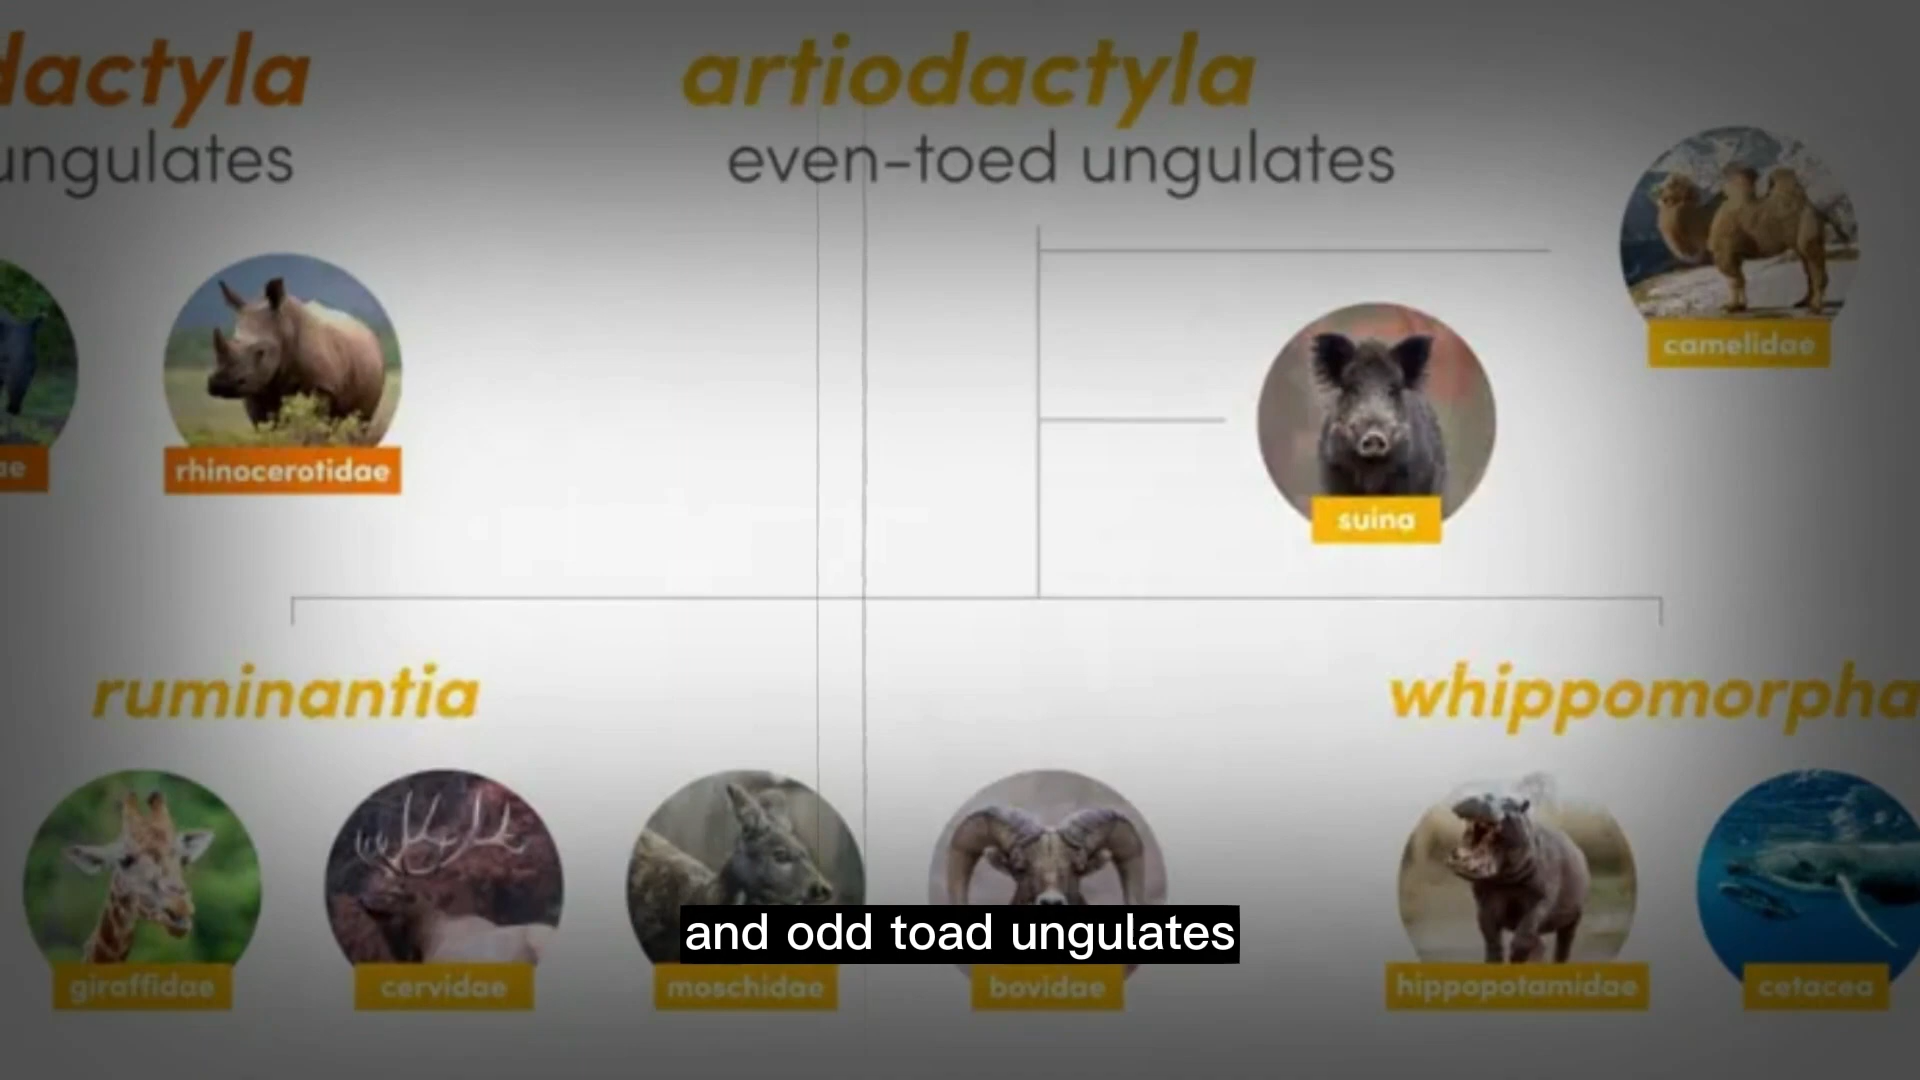 dactyla
ungulates
artiodactyla
even-toed ungulates
camelidae
ae
rhinocerotidae
suina
ruminantia
whippomorpha
and odd toad ungulates
giraffidae
cervidae
moschidae
bovidae
hippopotamidae
cetacea